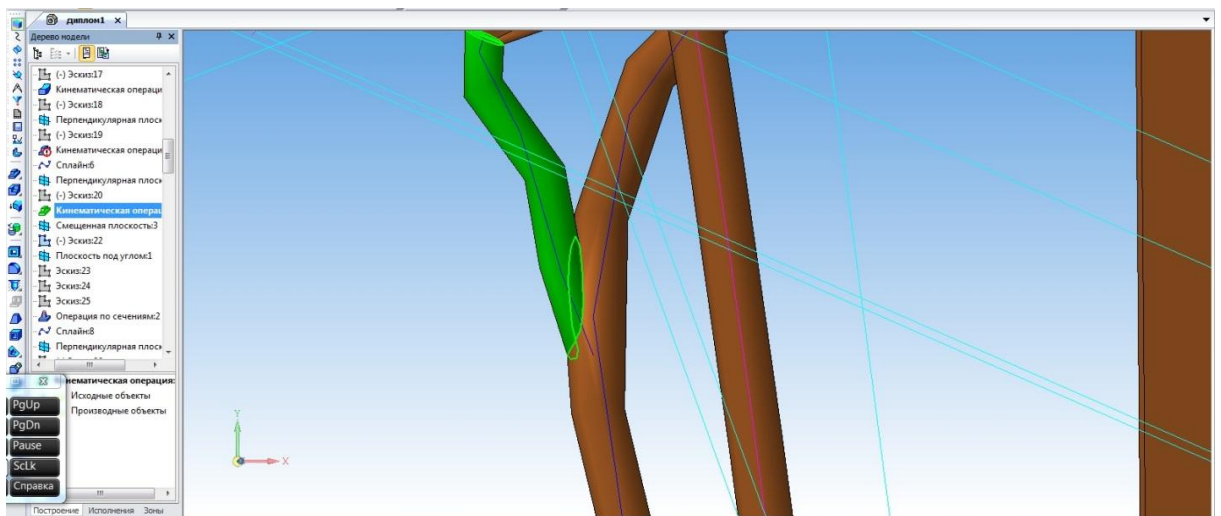 диплом1 x
Дерево модели
(-) Эскиз:17
Кинематическая операци
(-) Эскиз:18
Перпендикулярная плоск
(-) Эскиз:19
Кинематическая операци
Сплайн:6
Перпендикулярная плоск
(-) Эскиз:20
Кинематическая операц
Смещенная плоскость:3
(-) Эскиз:22
Плоскость под углом:1
Эскиз:23
Эскиз:24
Эскиз:25
Операция по сечениям:2
Сплайн:8
Перпендикулярная плоск
нематическая операция:
Исходные объекты
Производные объекты
PgUp
PgDn
Pause
ScLk
Справка
Построение Исполнения Зоны
Y
X